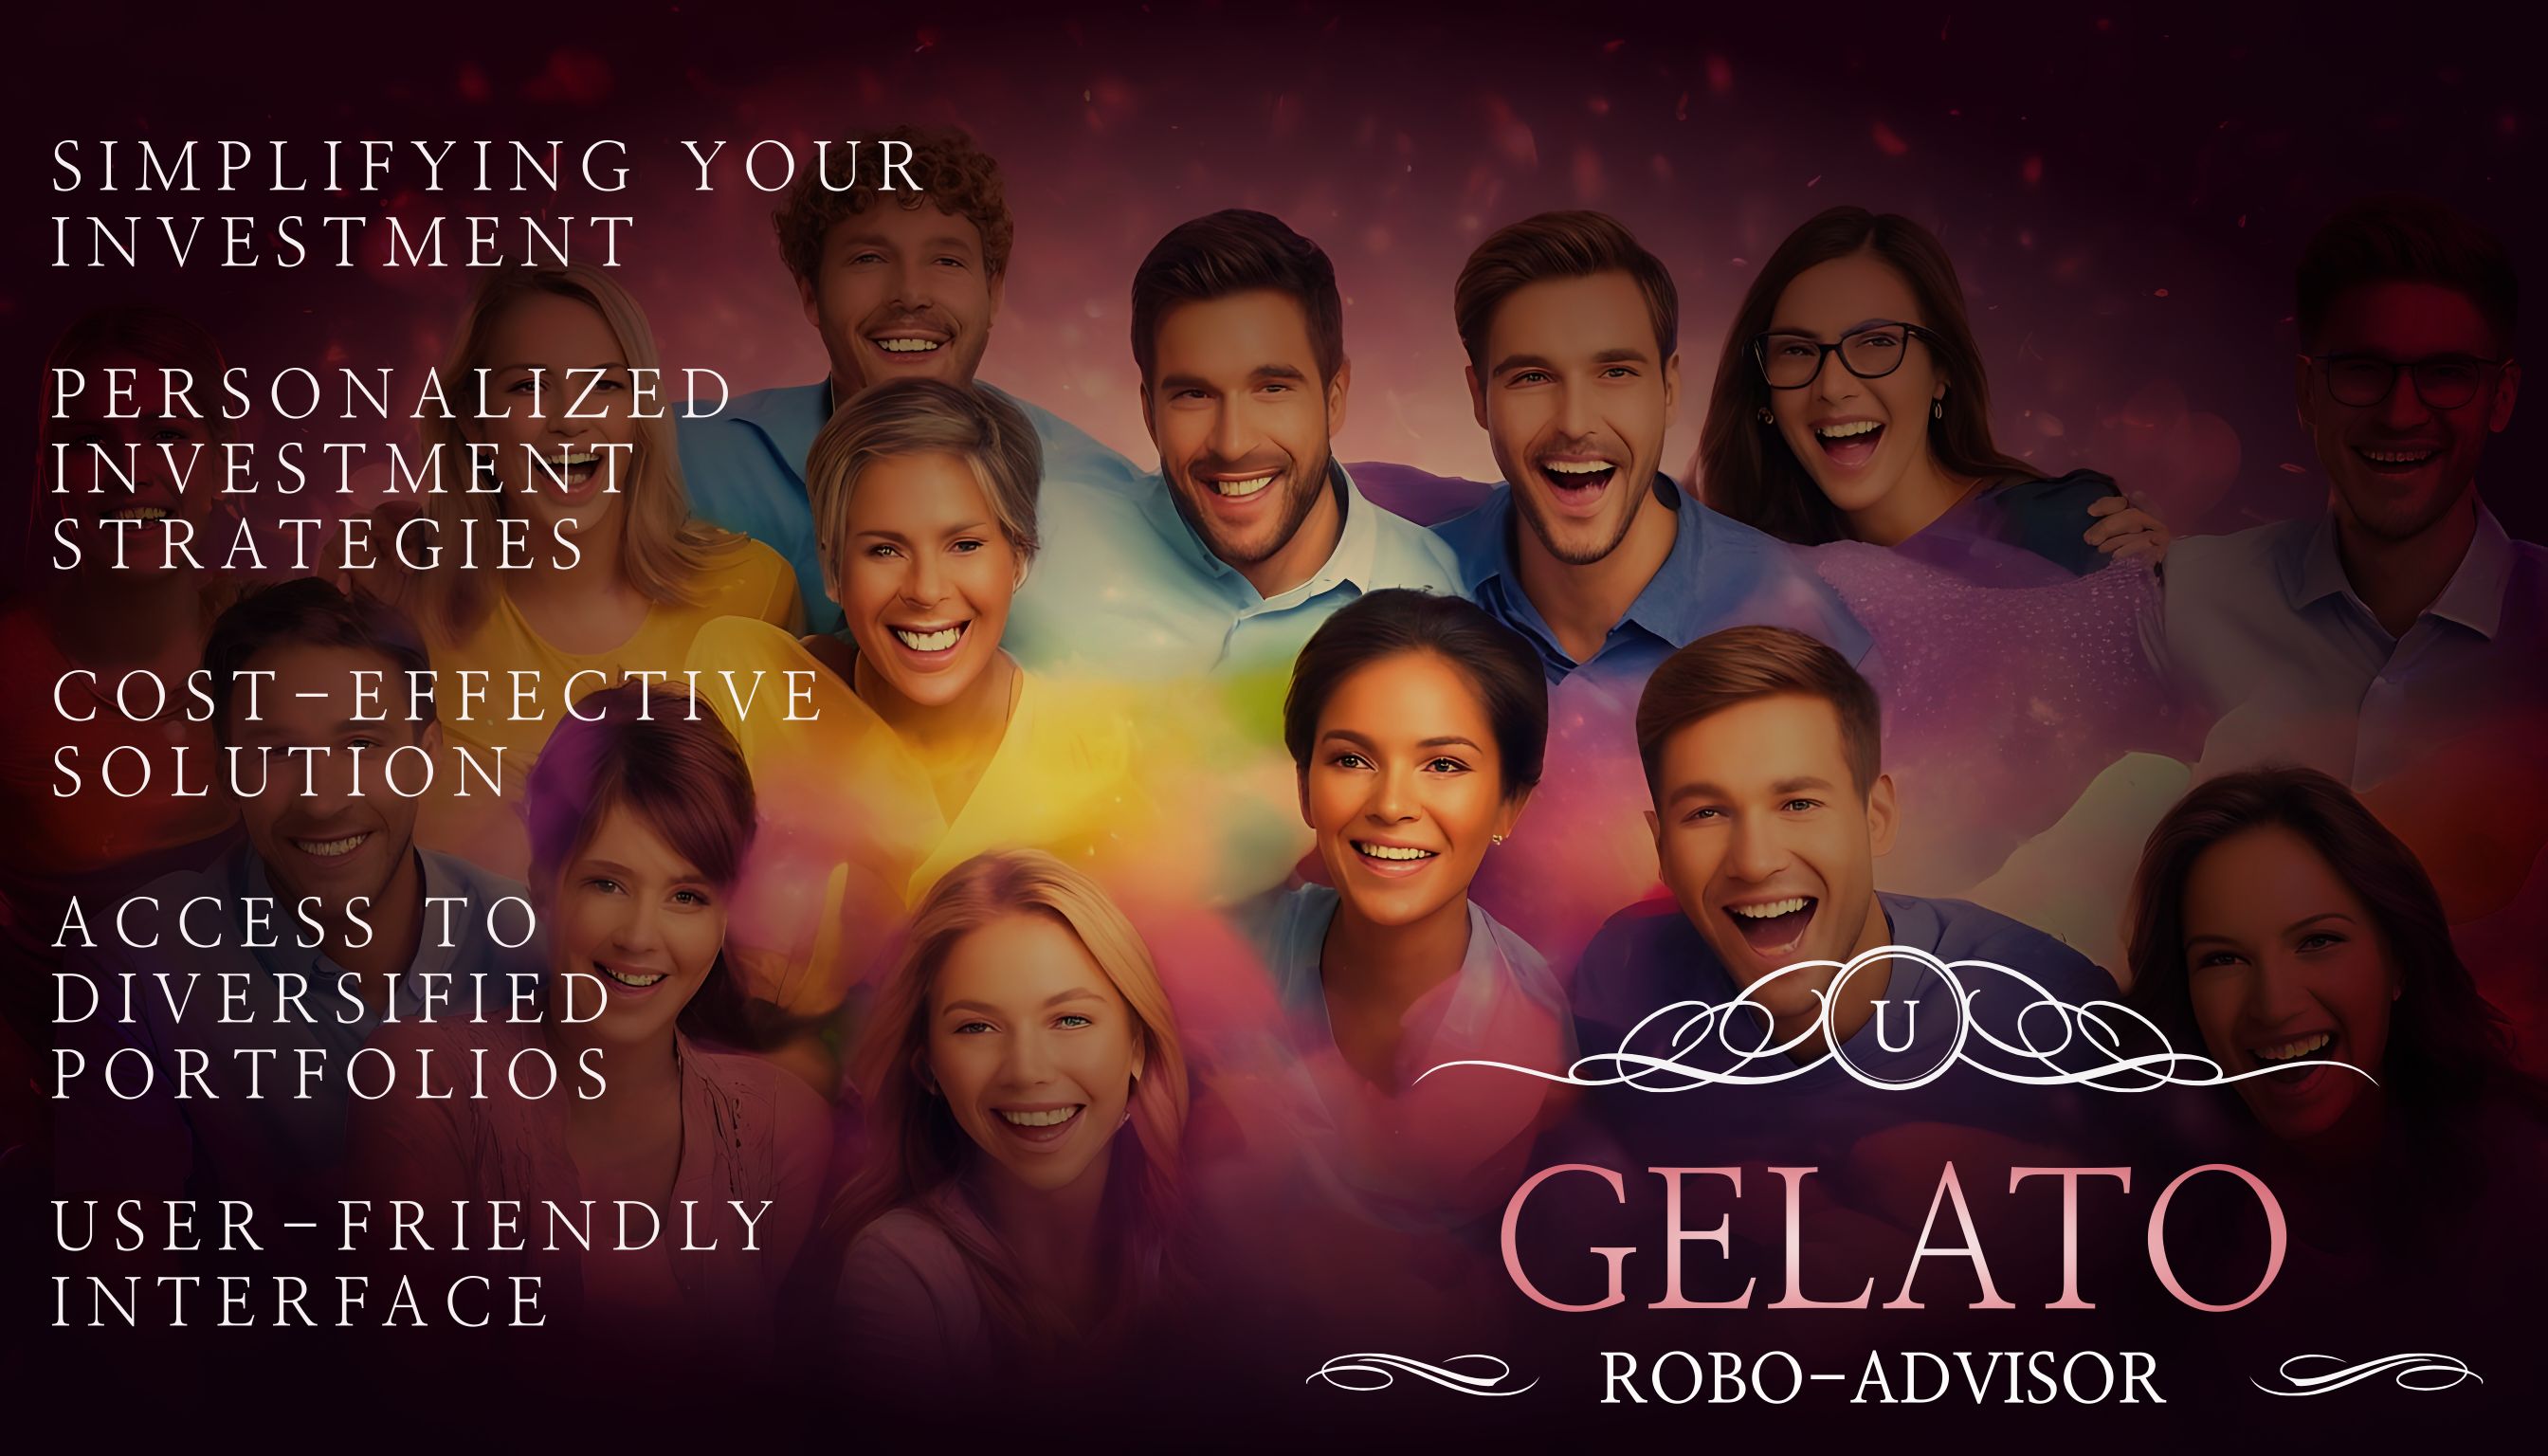 SIMPLIFYING YOUR
INVESTMENT
PERSONALIZED
INVESTMENT
STRATEGIES
COST-EFFECTIVE
SOLUTION
ACCESS TO
DIVERSIFIED
PORTFOLIOS
USER-FRIENDLY
INTERFACE
U
GELATO
ROBO-ADVISOR